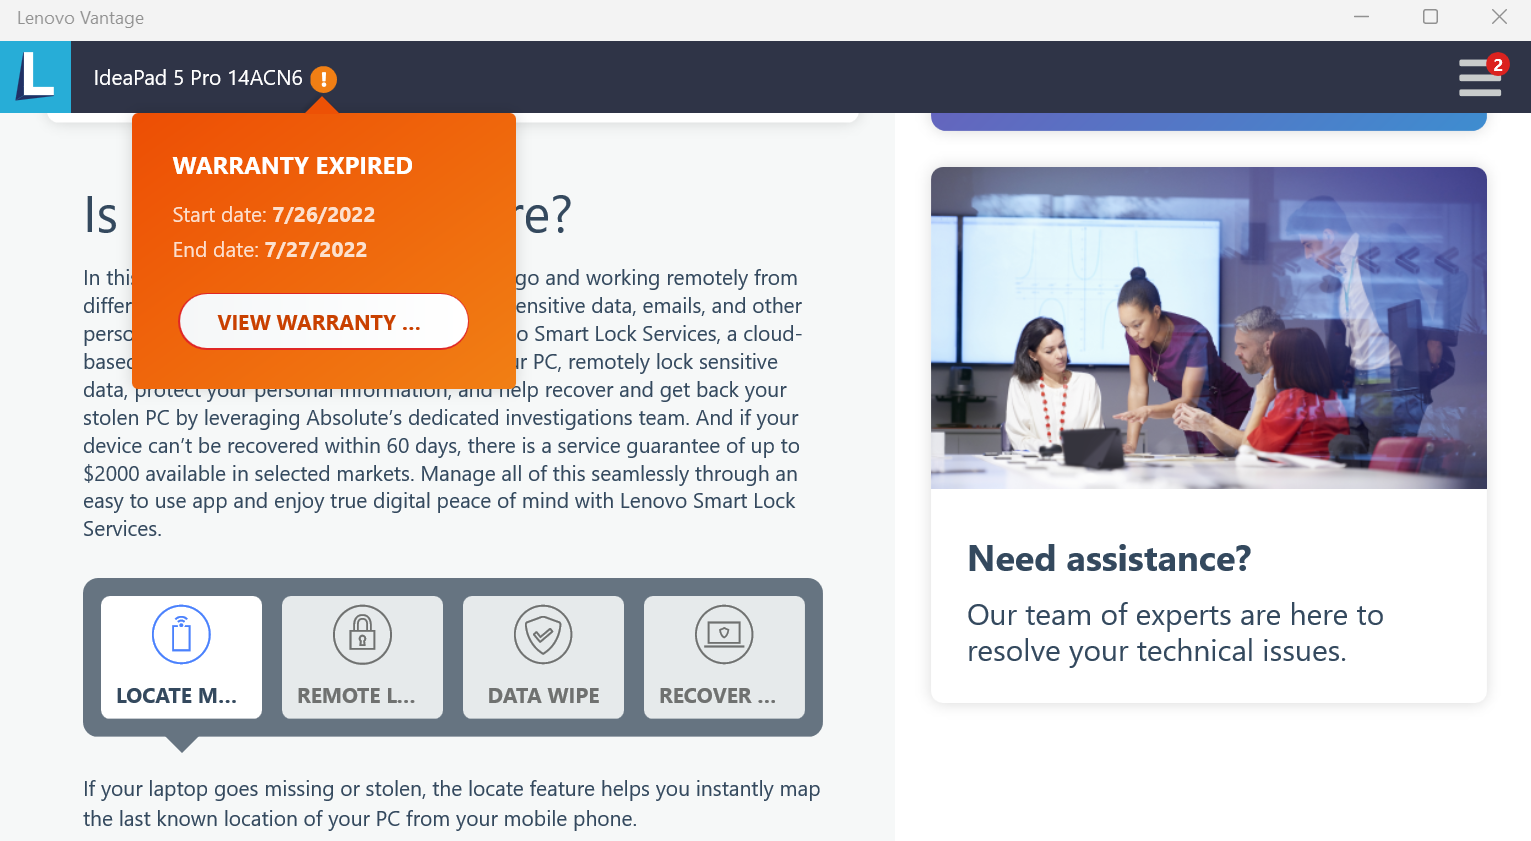 Lenovo Vantage
L
IdeaPad 5 Pro 14ACN6 !
2
WARRANTY EXPIRED
Start date: 7/26/2022
End date: 7/27/2022
VIEW WARRANTY ...
Is re?
In this go and working remotely from
differ ensitive data, emails, and other
perso o Smart Lock Services, a cloud-
based ur PC, remotely lock sensitive
data, protect your personal information, and help recover and get back your
stolen PC by leveraging Absolute’s dedicated investigations team. And if your
device can’t be recovered within 60 days, there is a service guarantee of up to
$2000 available in selected markets. Manage all of this seamlessly through an
easy to use app and enjoy true digital peace of mind with Lenovo Smart Lock
Services.
LOCATE M...
REMOTE L...
DATA WIPE
RECOVER ...
If your laptop goes missing or stolen, the locate feature helps you instantly map
the last known location of your PC from your mobile phone.
Need assistance?
Our team of experts are here to
resolve your technical issues.